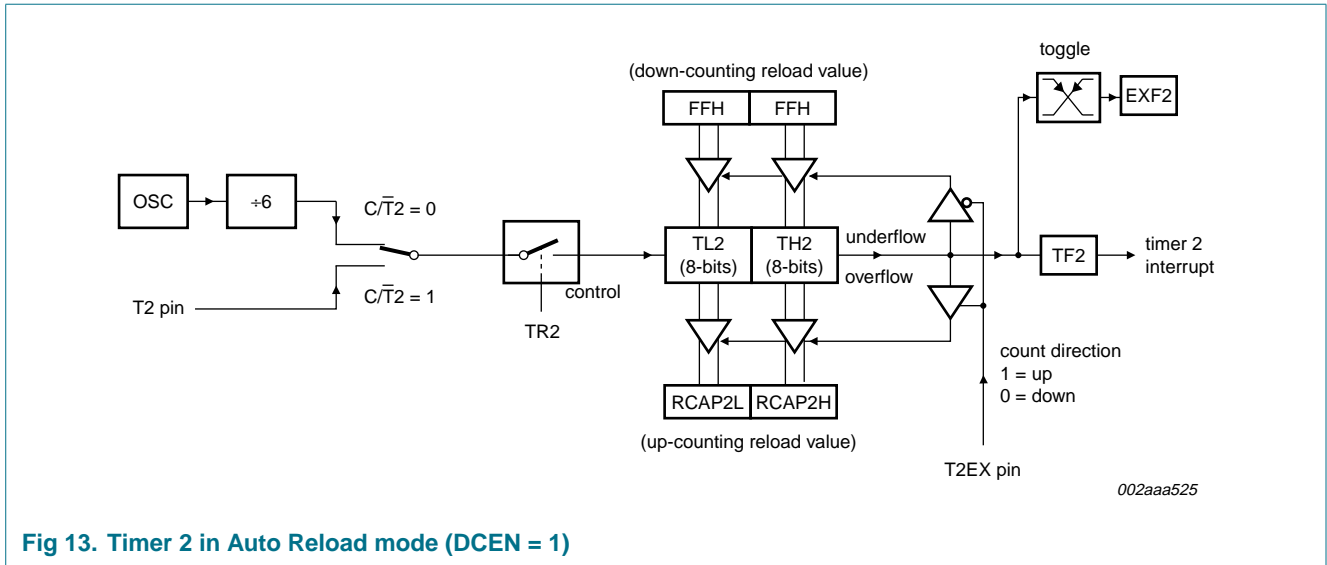 toggle
(down-counting reload value)
FFH FFH
EXF2
OSC
÷6
C/T̅2 = 0
TL2
(8-bits)
TH2
(8-bits)
underflow
overflow
TF2
timer 2
interrupt
C/T̅2 = 1
control
T2 pin
TR2
count direction
1 = up
0 = down
RCAP2L RCAP2H
(up-counting reload value)
T2EX pin
002aaa525
Fig 13. Timer 2 in Auto Reload mode (DCEN = 1)